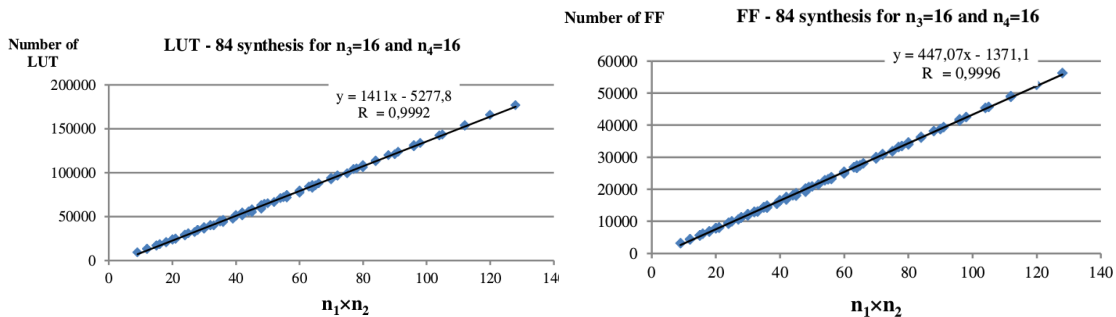 Number of
LUT
LUT - 84 synthesis for n₃=16 and n₄=16
y = 1411x - 5277,8
R = 0,9992
200000
150000
100000
50000
0
0 20 40 60 80 100 120 14
n₁×n₂
Number of FF
FF - 84 synthesis for n₃=16 and n₄=16
y = 447,07x - 1371,1
R = 0,9996
60000
50000
40000
30000
20000
10000
0
0 20 40 60 80 100 120 140
n₁×n₂